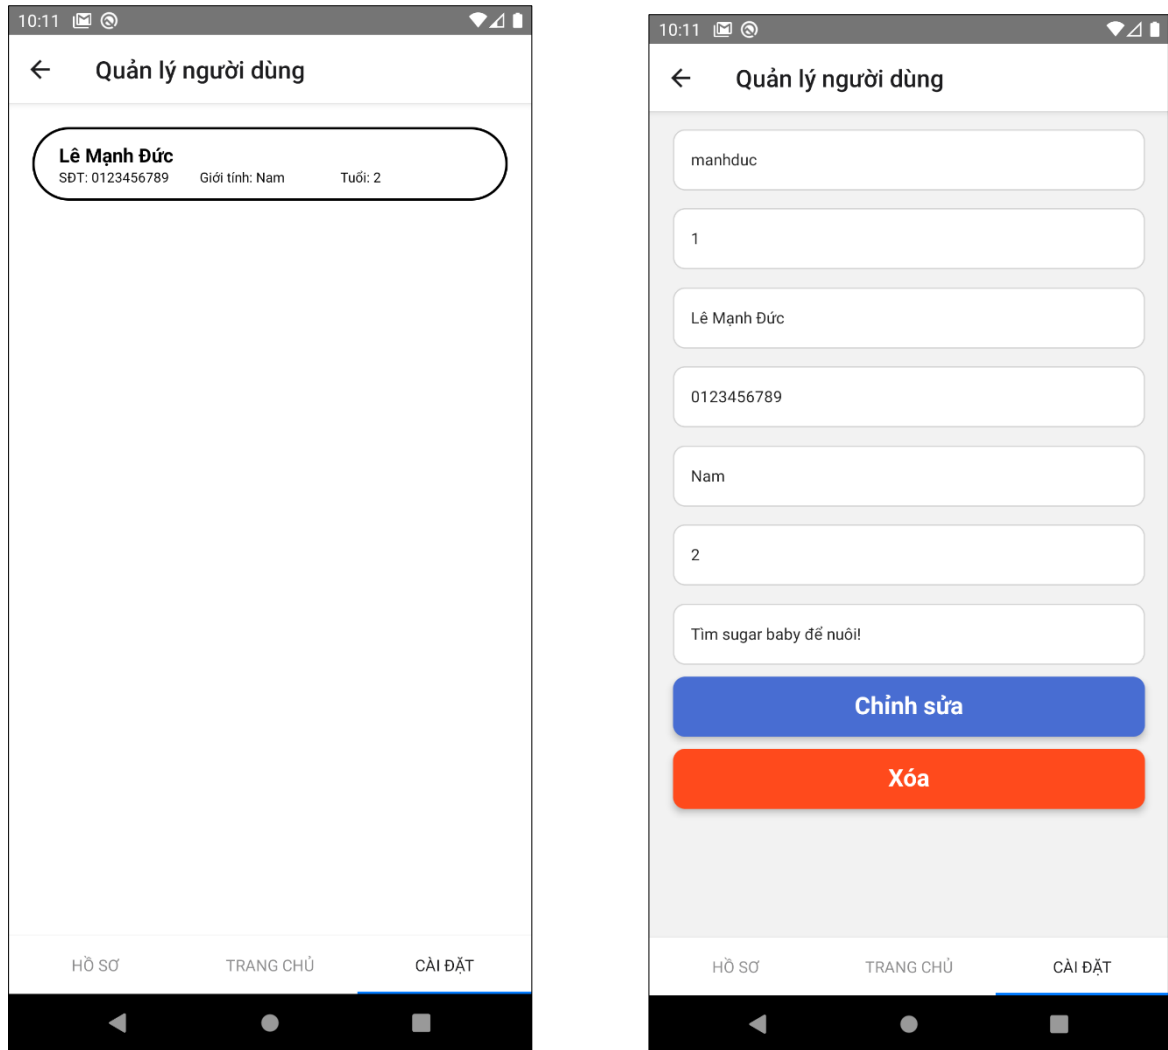 10:11
Quản lý người dùng
Lê Mạnh Đức
SĐT: 0123456789 Giới tính: Nam Tuổi: 2
HỒ SƠ TRANG CHỦ CÀI ĐẶT
10:11
Quản lý người dùng
manhduc
1
Lê Mạnh Đức
0123456789
Nam
2
Tìm sugar baby để nuôi!
Chỉnh sửa
Xóa
HỒ SƠ TRANG CHỦ CÀI ĐẶT